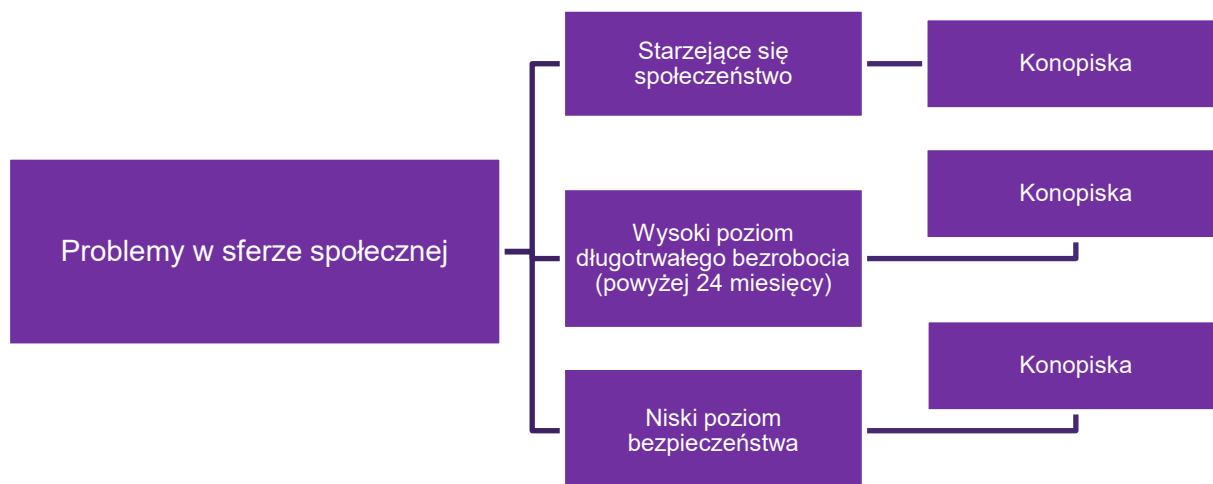 Problemy w sferze społecznej
Starzejące się
społeczeństwo
Konopiska
Wysoki poziom
długotrwałego bezrobocia
(powyżej 24 miesięcy)
Konopiska
Niski poziom
bezpieczeństwa
Konopiska